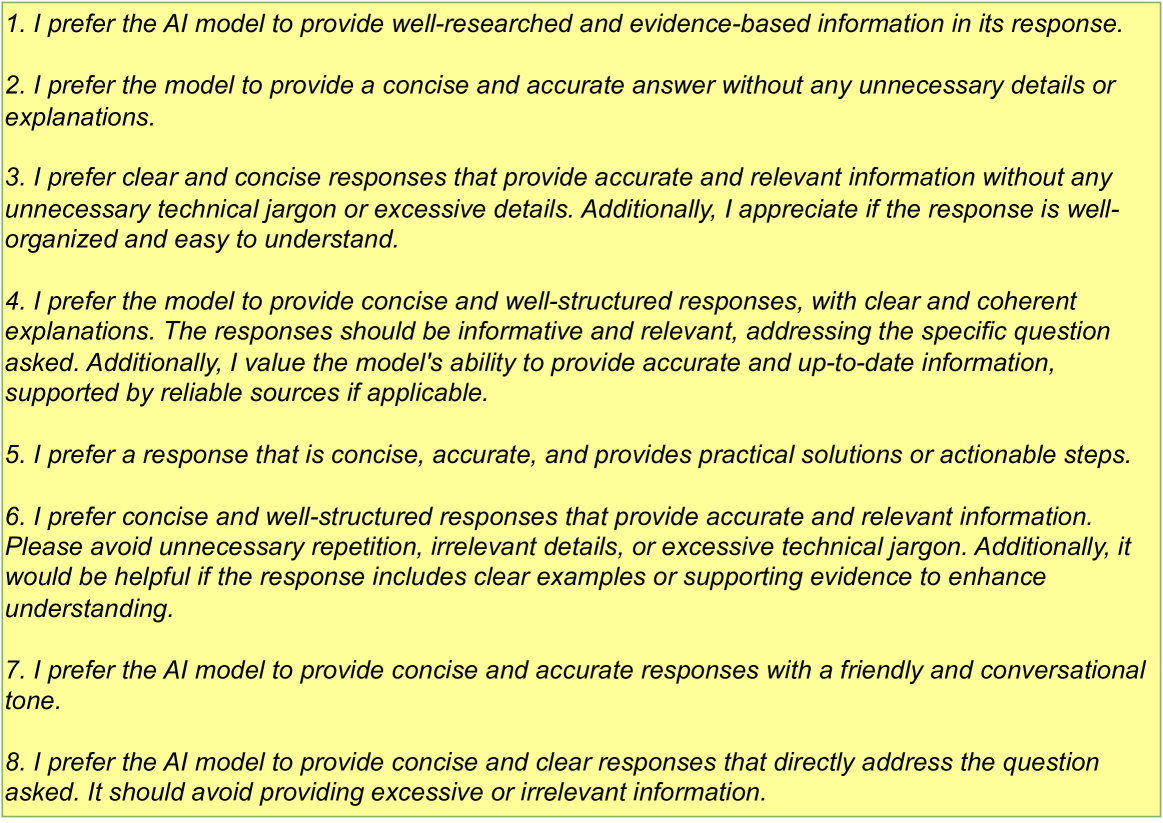 1. I prefer the AI model to provide well-researched and evidence-based information in its response.
2. I prefer the model to provide a concise and accurate answer without any unnecessary details or
explanations.
3. I prefer clear and concise responses that provide accurate and relevant information without any
unnecessary technical jargon or excessive details. Additionally, I appreciate if the response is well-
organized and easy to understand.
4. I prefer the model to provide concise and well-structured responses, with clear and coherent
explanations. The responses should be informative and relevant, addressing the specific question
asked. Additionally, I value the model's ability to provide accurate and up-to-date information,
supported by reliable sources if applicable.
5. I prefer a response that is concise, accurate, and provides practical solutions or actionable steps.
6. I prefer concise and well-structured responses that provide accurate and relevant information.
Please avoid unnecessary repetition, irrelevant details, or excessive technical jargon. Additionally, it
would be helpful if the response includes clear examples or supporting evidence to enhance
understanding.
7. I prefer the AI model to provide concise and accurate responses with a friendly and conversational
tone.
8. I prefer the AI model to provide concise and clear responses that directly address the question
asked. It should avoid providing excessive or irrelevant information.